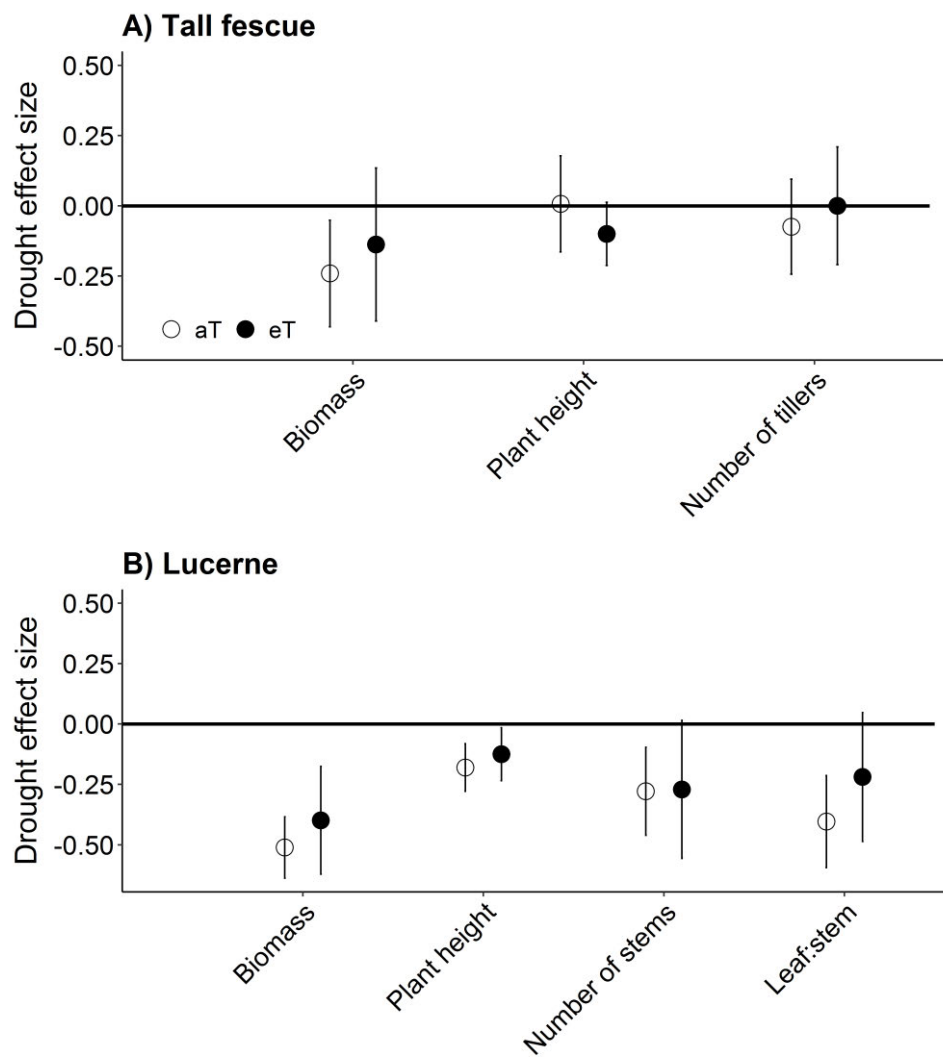 A) Tall fescue
Drought effect size
0.50
0.25
0.00
-0.25
-0.50
aT eT
Biomass
Plant height
Number of tillers
B) Lucerne
Drought effect size
0.50
0.25
0.00
-0.25
-0.50
Biomass
Plant height
Number of stems
Leaf:stem